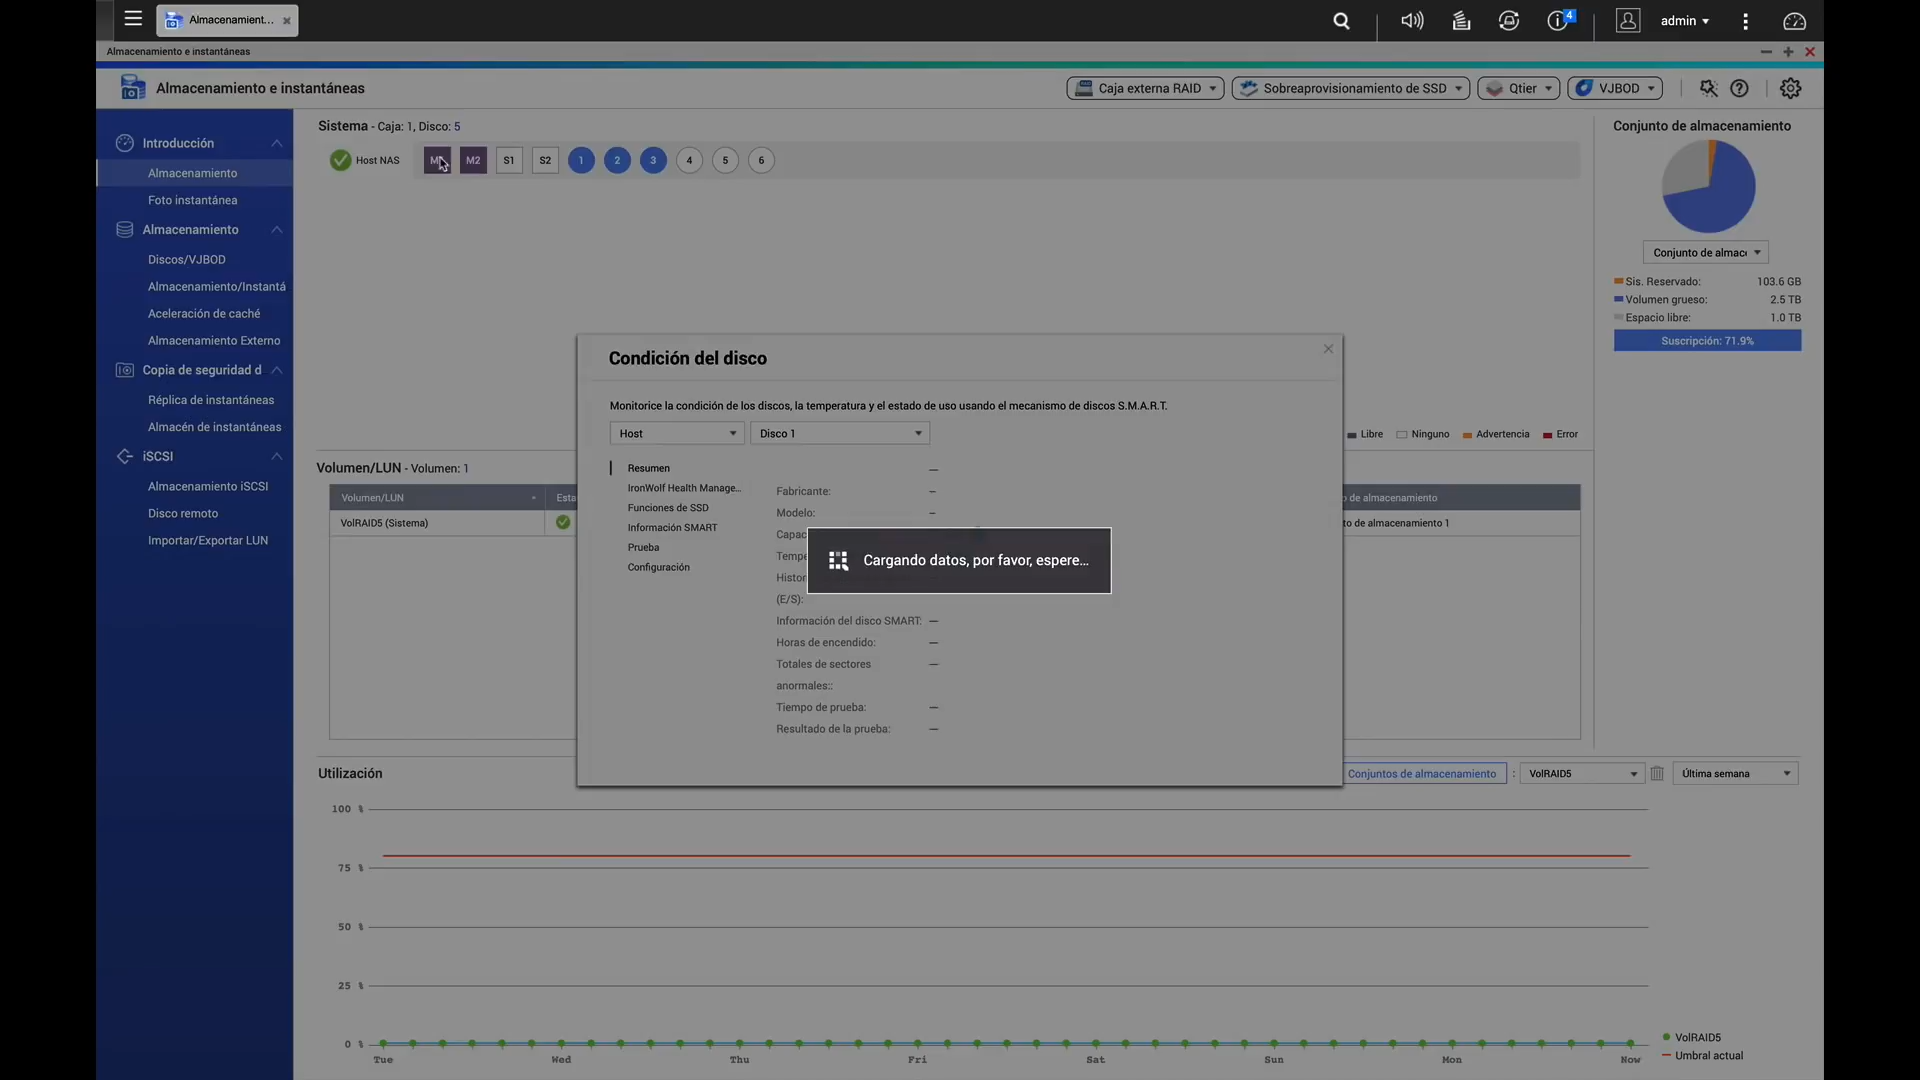 Almacenamient...
4
admin
Almacenamiento e instantáneas
Almacenamiento e instantáneas
Caja externa RAID
Sobreaprovisionamiento de SSD
Qtier
VJBOD
Introducción
Almacenamiento
Foto instantánea
Almacenamiento
Discos/VJBOD
Almacenamiento/Instantá
Aceleración de caché
Almacenamiento Externo
Copia de seguridad d
Réplica de instantáneas
Almacén de instantáneas
iSCSI
Almacenamiento iSCSI
Disco remoto
Importar/Exportar LUN
Sistema - Caja: 1, Disco: 5
Host NAS
M2 S1 S2 1 2 3 4 5 6
Conjunto de almacenamiento
Conjunto de almac
Sis. Reservado: 103.6 GB
Volumen grueso: 2.5 TB
Espacio libre: 1.0 TB
Suscripción: 71.9%
Libre Ninguno Advertencia Error
Volumen/LUN - Volumen: 1
Volumen/LUN Esta o de almacenamiento
VolRAID5 (Sistema) to de almacenamiento 1
Condición del disco
Monitorice la condición de los discos, la temperatura y el estado de uso usando el mecanismo de discos S.M.A.R.T.
Host Disco 1
Resumen
IronWolf Health Manage...
Funciones de SSD
Información SMART
Prueba
Configuración
—
Fabricante: –
Modelo: –
Capac
Tempe
Histor
(E/S):
Información del disco SMART: —
Horas de encendido: —
Totales de sectores —
anormales::
Tiempo de prueba: —
Resultado de la prueba: —
Cargando datos, por favor, espere...
Utilización
Conjuntos de almacenamiento : VolRAID5 Última semana
100 %
75 %
50 %
25 %
0 %
Tue Wed Thu Fri Sat Sun Mon Now
VolRAID5
Umbral actual